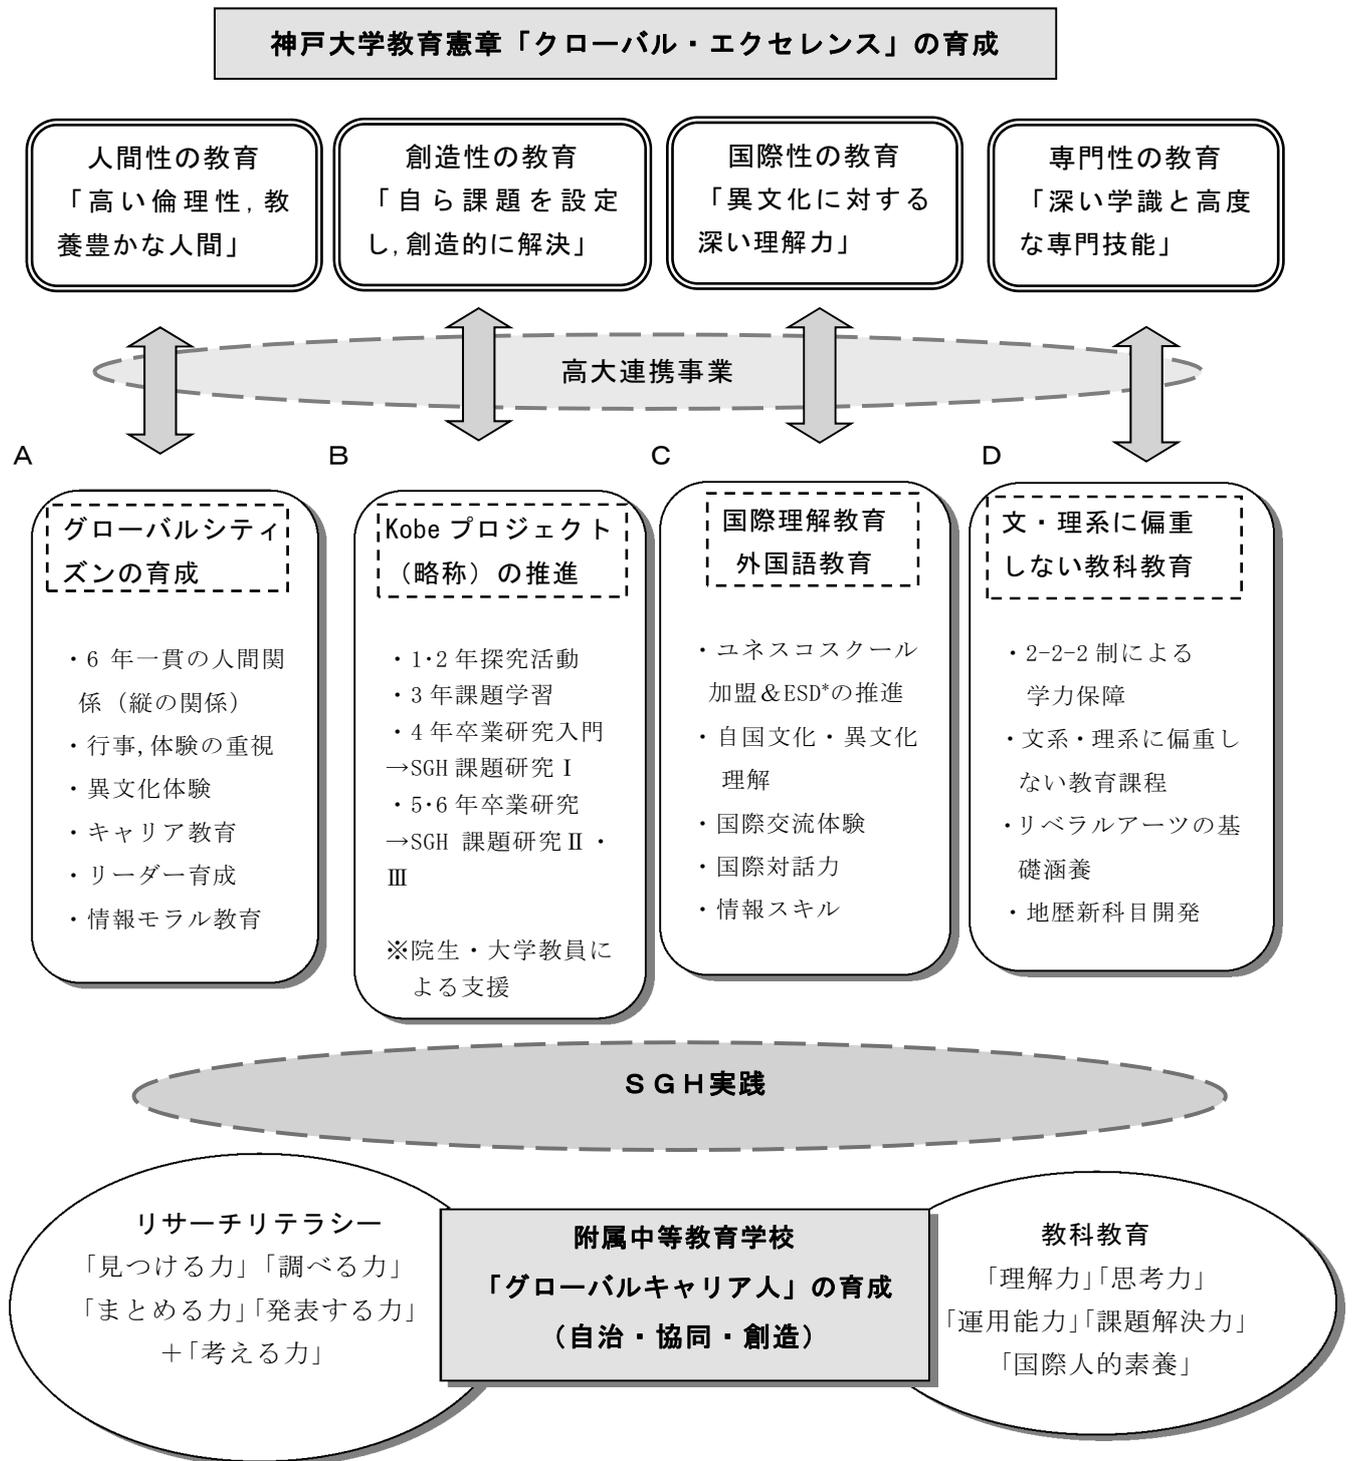 神戸大学教育憲章「クローバル・エクセレンス」の育成
人間性の教育
「高い倫理性,教
養豊かな人間」
創造性の教育
「自ら課題を設定
し,創造的に解決」
国際性の教育
「異文化に対する
深い理解力」
専門性の教育
「深い学識と高度
な専門技能」
高大連携事業
A
グローバルシティ
ズンの育成
・6 年一貫の人間関
係（縦の関係）
・行事,体験の重視
・異文化体験
・キャリア教育
・リーダー育成
・情報モラル教育
B
Kobe プロジェクト
（略称）の推進
・1・2 年探究活動
・3 年課題学習
・4 年卒業研究入門
→SGH 課題研究Ⅰ
・5・6 年卒業研究
→SGH 課題研究Ⅱ・
Ⅲ
※院生・大学教員に
よる支援
C
国際理解教育
外国語教育
・ユネスコスクール
加盟＆ESD*の推進
・自国文化・異文化
理解
・国際交流体験
・国際対話力
・情報スキル
D
文・理系に偏重
しない教科教育
・2-2-2 制による
学力保障
・文系・理系に偏重し
ない教育課程
・リベラルアーツの基
礎涵養
・地歴新科目開発
ＳＧＨ実践
リサーチリテラシー
「見つける力」「調べる力」
「まとめる力」「発表する力」
＋「考える力」
附属中等教育学校
「グローバルキャリア人」の育成
（自治・協同・創造）
教科教育
「理解力」「思考力」
「運用能力」「課題解決力」
「国際人的素養」